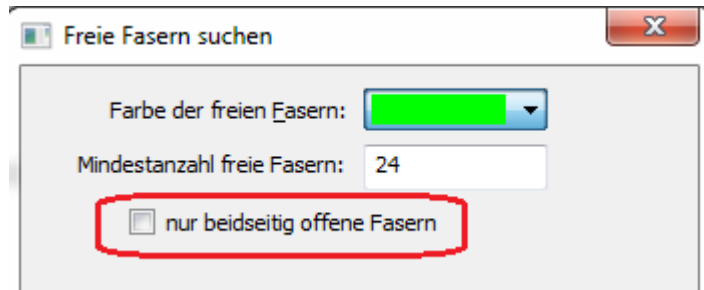 Freie Fasern suchen
Farbe der freien Fasern:
Mindestanzahl freie Fasern: 24
nur beidseitig offene Fasern